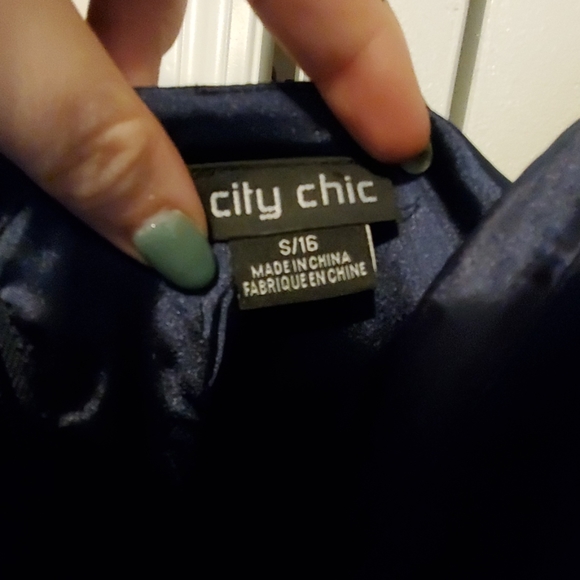 city chic
S/16
MADE IN CHINA
FABRIQUE EN CHINE